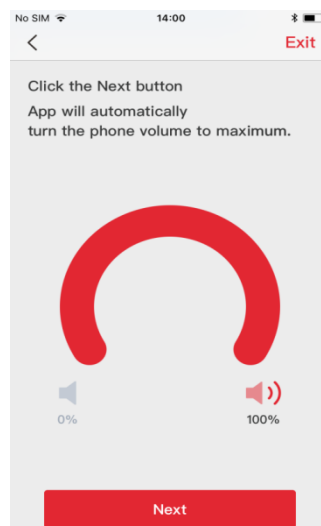 No SIM 14:00
Exit
Click the Next button
App will automatically
turn the phone volume to maximum.
0% 100%
Next